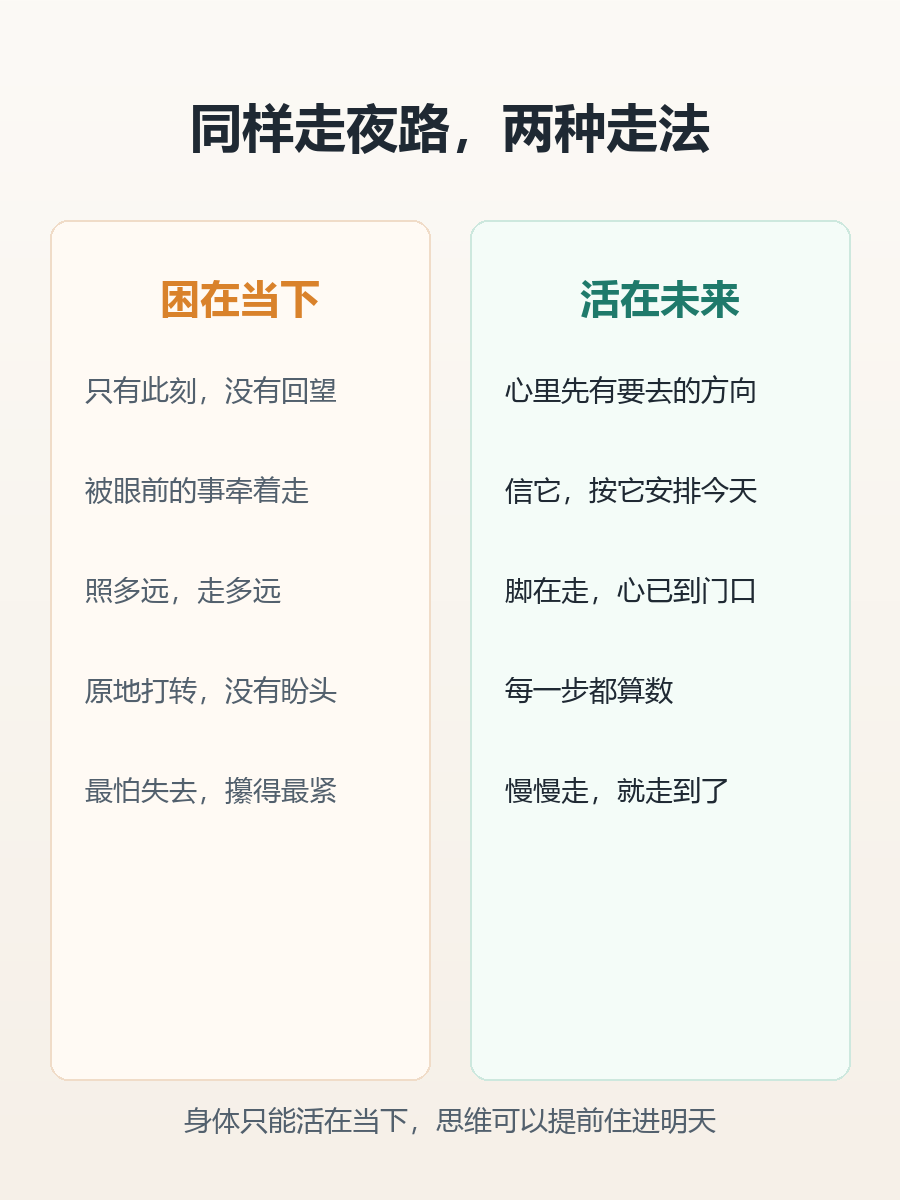 同样走夜路，两种走法
困在当下
只有此刻，没有回望
被眼前的事牵着走
照多远，走多远
原地打转，没有盼头
最怕失去，攥得最紧
活在未来
心里先有要去的方向
信它，按它安排今天
脚在走，心已到门口
每一步都算数
慢慢走，就走到了
身体只能活在当下，思维可以提前住进明天